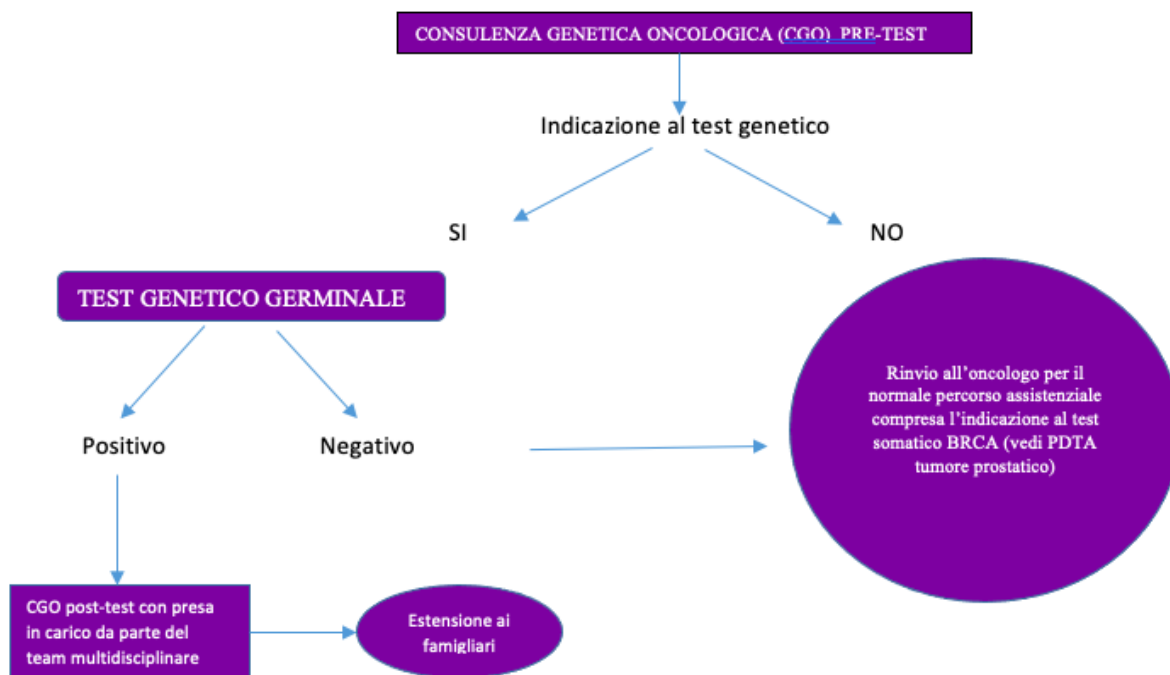 CONSULENZA GENETICA ONCOLOGICA (CGO) PRE-TEST
Indicazione al test genetico
SI
NO
TEST GENETICO GERMINALE
Rinvio all'oncologo per il
normale percorso assistenziale
compresa l'indicazione al test
somatico BRCA (vedi PDTA
tumore prostatico)
Positivo
Negativo
CGO post-test con presa
in carico da parte del
team multidisciplinare
Estensione ai
famigliari